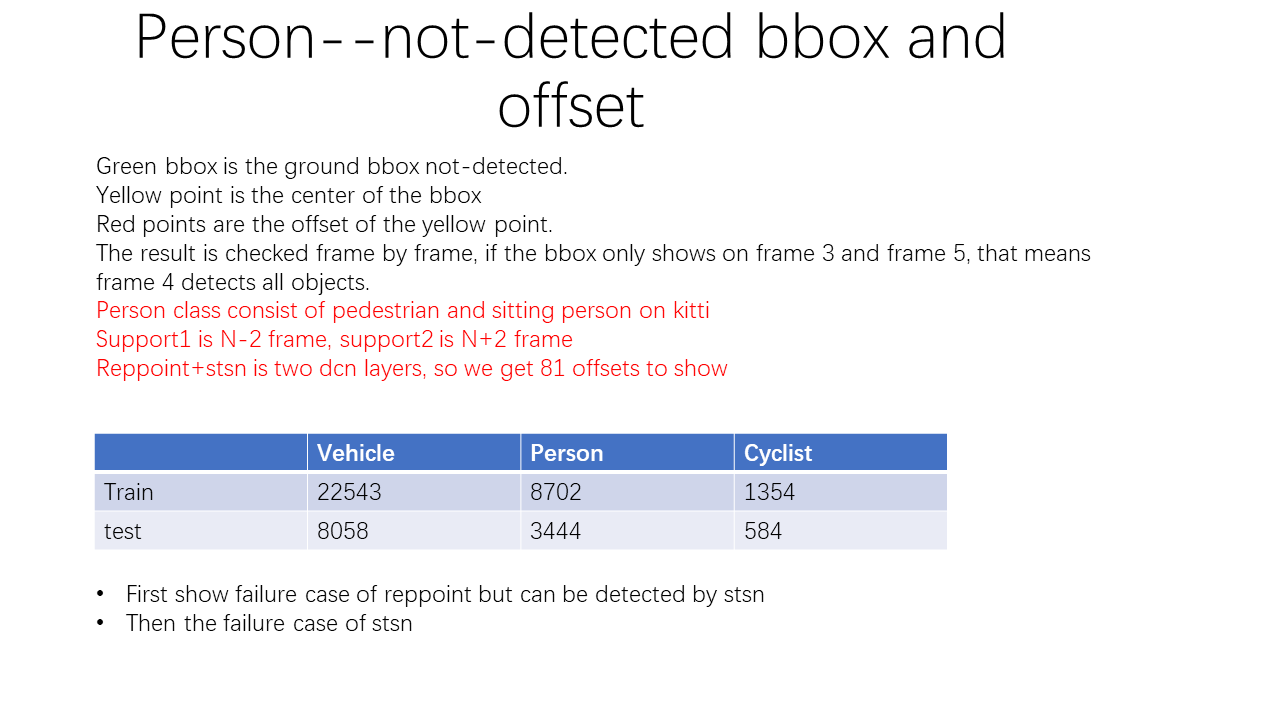 Person--not-detected bbox and
offset
Green bbox is the ground bbox not-detected.
Yellow point is the center of the bbox
Red points are the offset of the yellow point.
The result is checked frame by frame, if the bbox only shows on frame 3 and frame 5, that means
frame 4 detects all objects.
Person class consist of pedestrian and sitting person on kitti
Support1 is N-2 frame, support2 is N+2 frame
Reppoint+stsn is two dcn layers, so we get 81 offsets to show
Vehicle Person Cyclist
Train 22543 8702 1354
test 8058 3444 584
• First show failure case of reppoint but can be detected by stsn
• Then the failure case of stsn